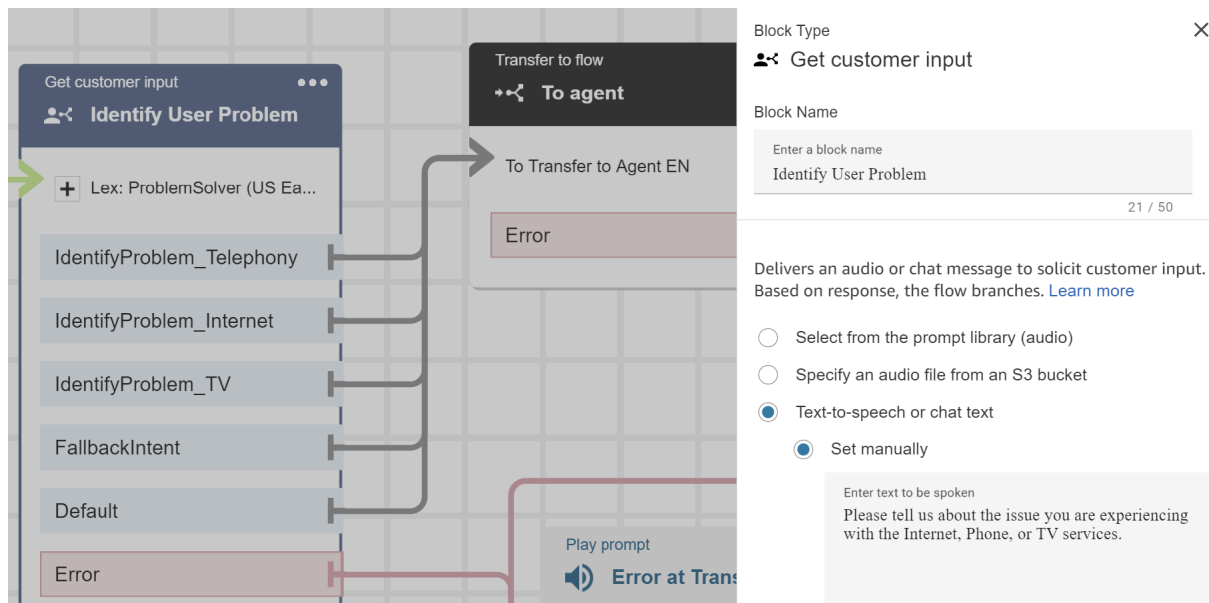 Get customer input
Identify User Problem
Lex: ProblemSolver (US Ea...
IdentifyProblem_Telephony
IdentifyProblem_Internet
IdentifyProblem_TV
FallbackIntent
Default
Error
Transfer to flow
To agent
To Transfer to Agent EN
Error
Play prompt
Error at Trans
Block Type
Get customer input
Block Name
Enter a block name
Identify User Problem
21 / 50
Delivers an audio or chat message to solicit customer input.
Based on response, the flow branches. Learn more
Select from the prompt library (audio)
Specify an audio file from an S3 bucket
Text-to-speech or chat text
Set manually
Enter text to be spoken
Please tell us about the issue you are experiencing
with the Internet, Phone, or TV services.